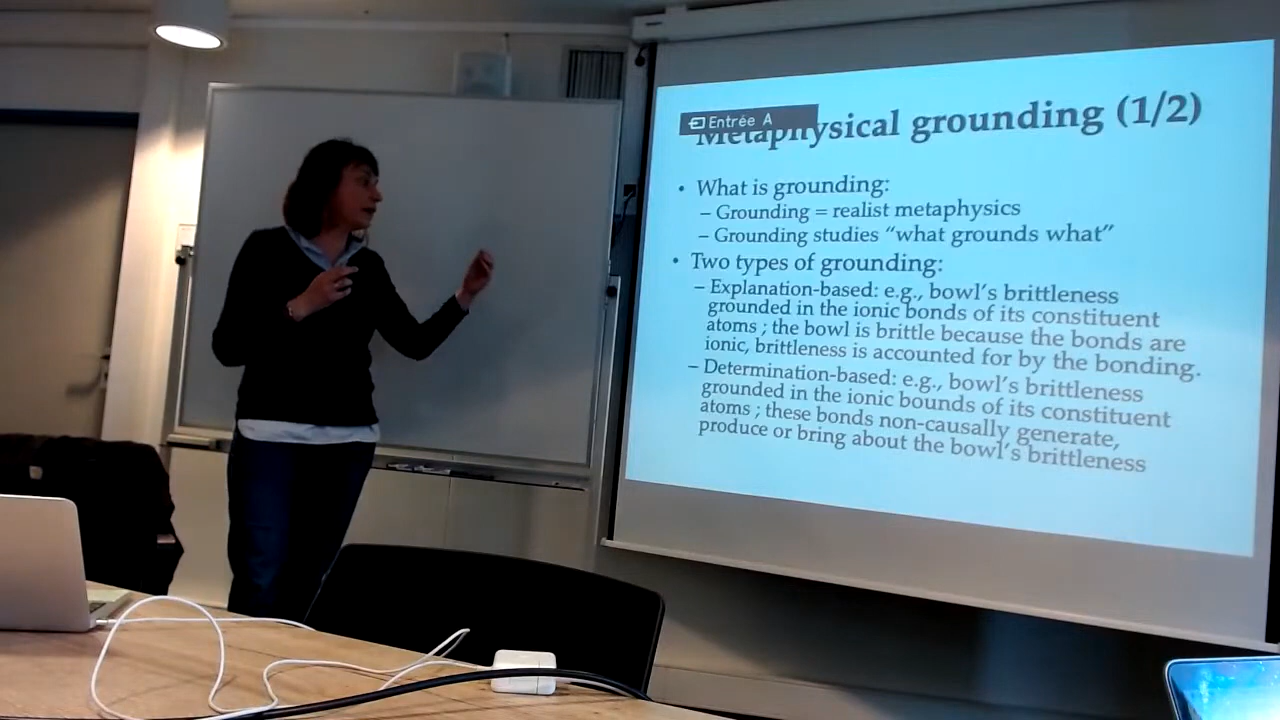 Entrée A
Metaphysical grounding (1/2)
• What is grounding:
– Grounding = realist metaphysics
– Grounding studies “what grounds what”
• Two types of grounding:
– Explanation-based: e.g., bowl’s brittleness
grounded in the ionic bonds of its constituent
atoms ; the bowl is brittle because the bonds are
ionic, brittleness is accounted for by the bonding.
– Determination-based: e.g., bowl’s brittleness
grounded in the ionic bounds of its constituent
atoms ; these bonds non-causally generate,
produce or bring about the bowl’s brittleness